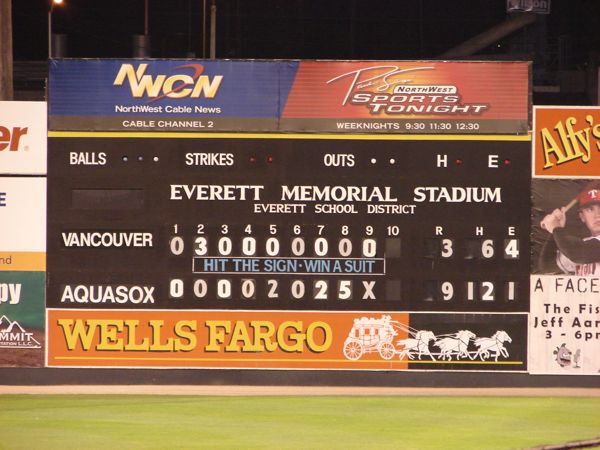 NWCN
NorthWest Cable News
CABLE CHANNEL 2
NORTHWEST
SPORTS
TONIGHT
WEEKNIGHTS 9:30 11:30 12:30
BALLS STRIKES OUTS H E
EVERETT MEMORIAL STADIUM
EVERETT SCHOOL DISTRICT
1 2 3 4 5 6 7 8 9 10 R H E
VANCOUVER 0 3 0 0 0 0 0 0 0 3 6 4
HIT THE SIGN · WIN A SUIT
AQUASOX 0 0 0 0 2 0 2 5 X 9 12 1
WELLS FARGO
Alfy's
A FACE
The Fis
Jeff Aar
3 - 6pm
er
E
nd
py
SUMMIT